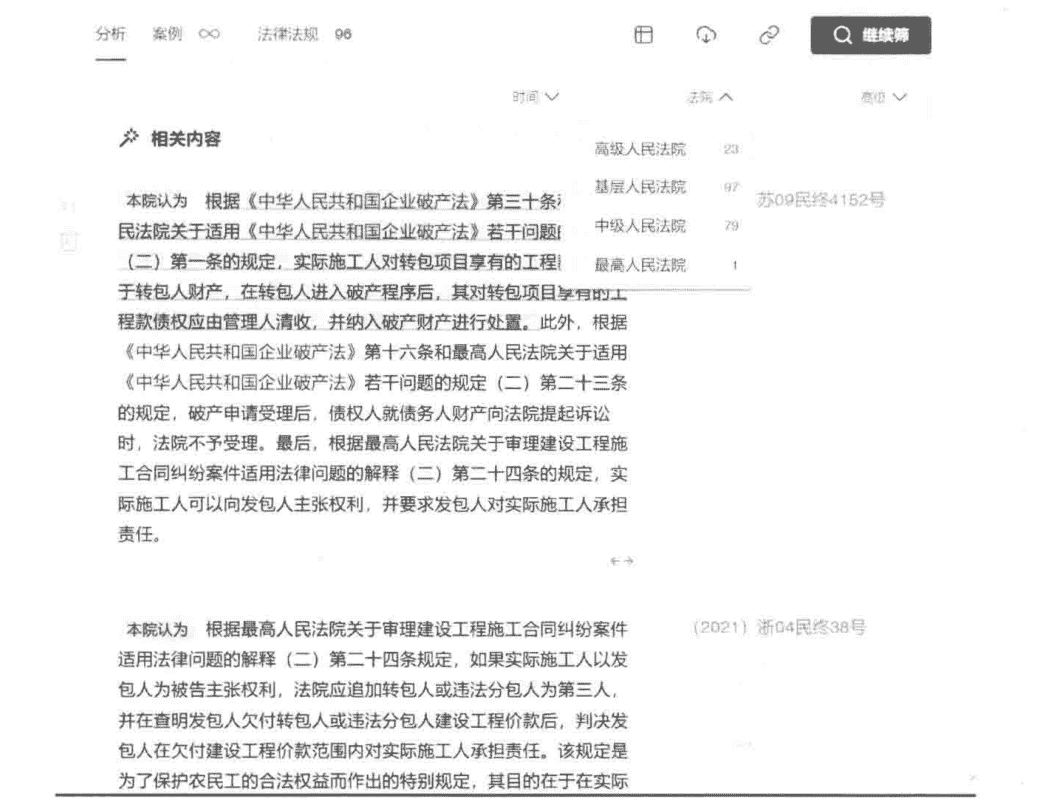 分析 案例 ∞ 法律法规 96
继续筛
时间 法院 高级
相关内容
高级人民法院 23
基层人民法院 97
中级人民法院 79
最高人民法院 1
本院认为 根据《中华人民共和国企业破产法》第三十条
苏09民终4152号
民法院关于适用《中华人民共和国企业破产法》若干问题
（二）第一条的规定，实际施工人对转包项目享有的工程
于转包人财产，在转包人进入破产程序后，其对转包项目享有的工
程款债权应由管理人清收，并纳入破产财产进行处置。此外，根据
《中华人民共和国企业破产法》第十六条和最高人民法院关于适用
《中华人民共和国企业破产法》若干问题的规定（二）第二十三条
的规定，破产申请受理后，债权人就债务人财产向法院提起诉讼
时，法院不予受理。最后，根据最高人民法院关于审理建设工程施
工合同纠纷案件适用法律问题的解释（二）第二十四条的规定，实
际施工人可以向发包人主张权利，并要求发包人对实际施工人承担
责任。
本院认为 根据最高人民法院关于审理建设工程施工合同纠纷案件
（2021）浙04民终38号
适用法律问题的解释（二）第二十四条规定，如果实际施工人以发
包人为被告主张权利，法院应追加转包人或违法分包人为第三人，
并在查明发包人欠付转包人或违法分包人建设工程价款后，判决发
包人在欠付建设工程价款范围内对实际施工人承担责任。该规定是
为了保护农民工的合法权益而作出的特别规定，其目的在于在实际